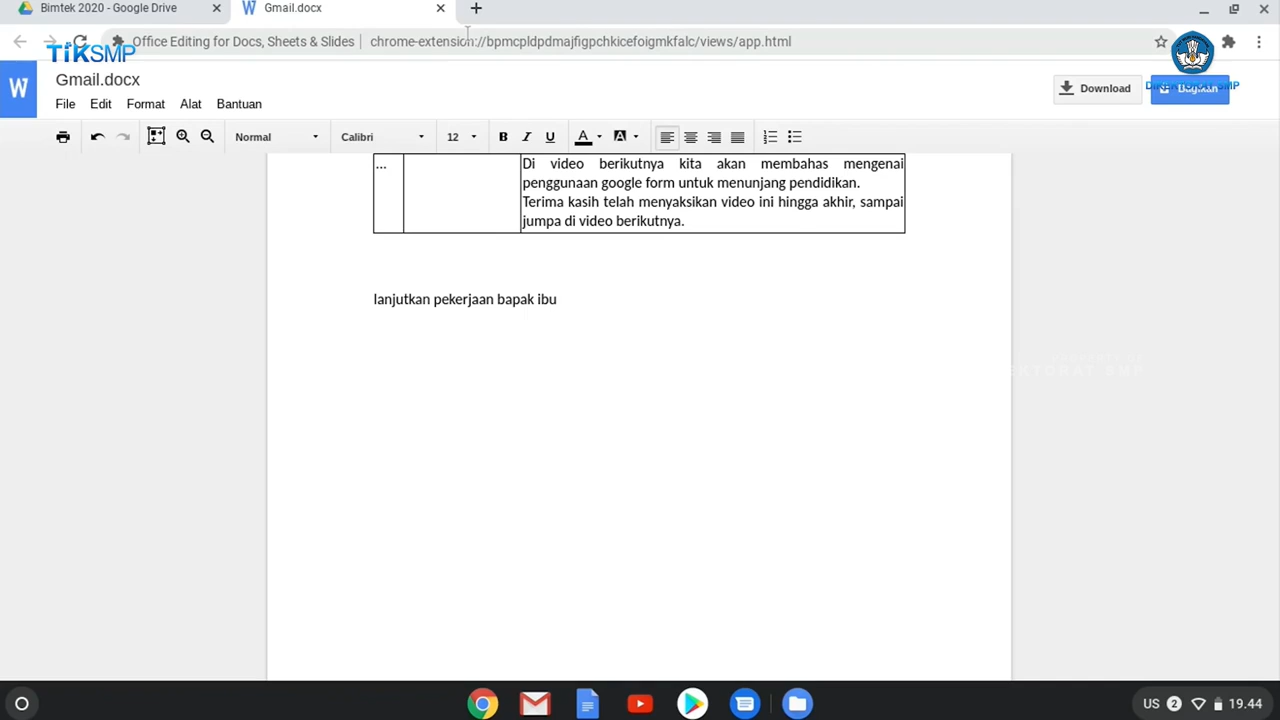 Bimtek 2020 - Google Drive
Gmail.docx
Office Editing for Docs, Sheets & Slides
chrome-extension://bpmcpldpdmajfigpchkicefoigmkfalc/views/app.html
TIKSMP
Gmail.docx
Download
Bagikan
File Edit Format Alat Bantuan
Normal
Calibri
12
B I U A A
... Di video berikutnya kita akan membahas mengenai
penggunaan google form untuk menunjang pendidikan.
Terima kasih telah menyaksikan video ini hingga akhir, sampai
jumpa di video berikutnya.
lanjutkan pekerjaan bapak ibu
US 2 19.44